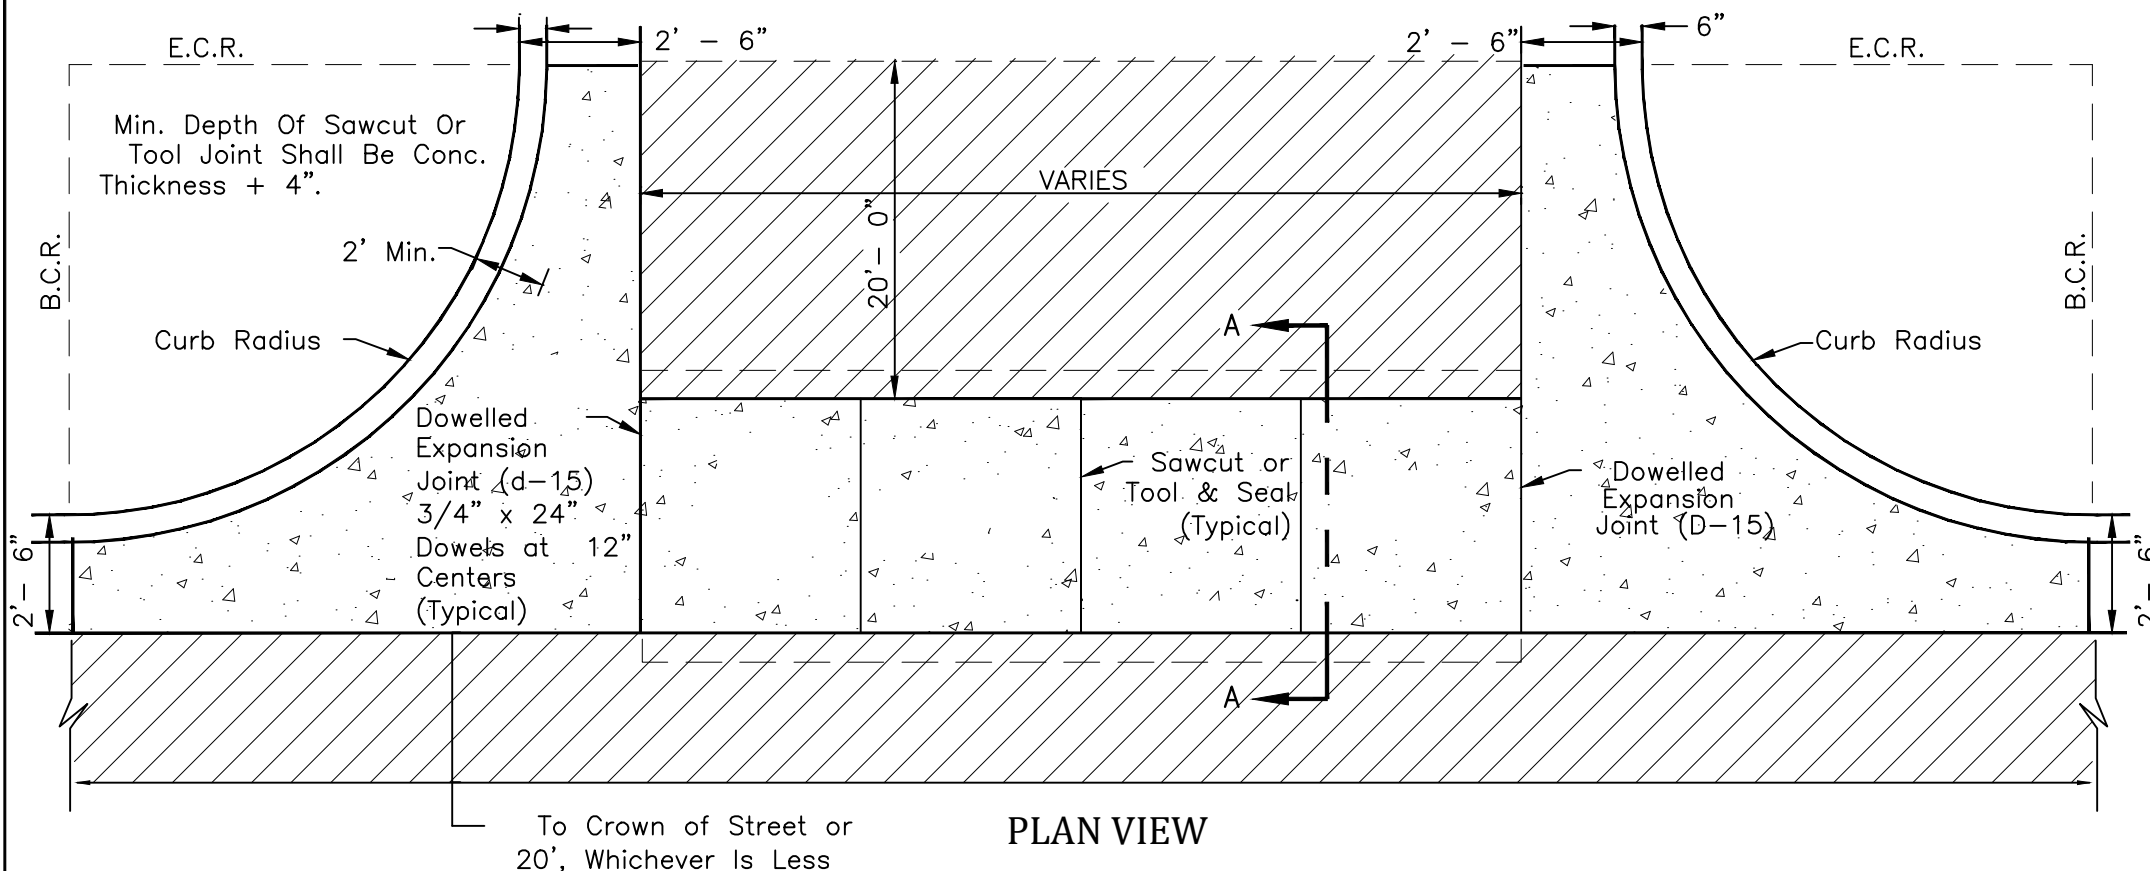 E.C.R.
2' - 6"
2' - 6"
6"
E.C.R.
Min. Depth Of Sawcut Or
Tool Joint Shall Be Conc.
Thickness + 4".
VARIES
20'- 0"
B.C.R.
2' Min.
B.C.R.
A
Curb Radius
Curb Radius
Dowelled
Expansion
Joint (d-15)
3/4" x 24"
Dowels at 12"
Centers
(Typical)
Sawcut or
Tool & Seal
(Typical)
Dowelled
Expansion
Joint (D-15)
2'- 6"
2'- 6"
A
To Crown of Street or
20', Whichever Is Less
PLAN VIEW